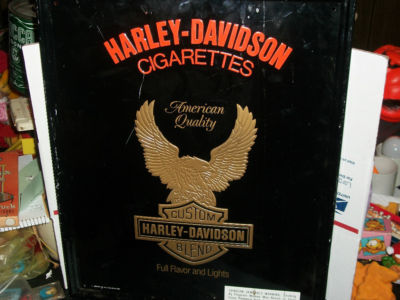 HARLEY-DAVIDSON
CIGARETTES
American
Quality
CUSTOM
HARLEY-DAVIDSON
BLEND
Full Flavor and Lights